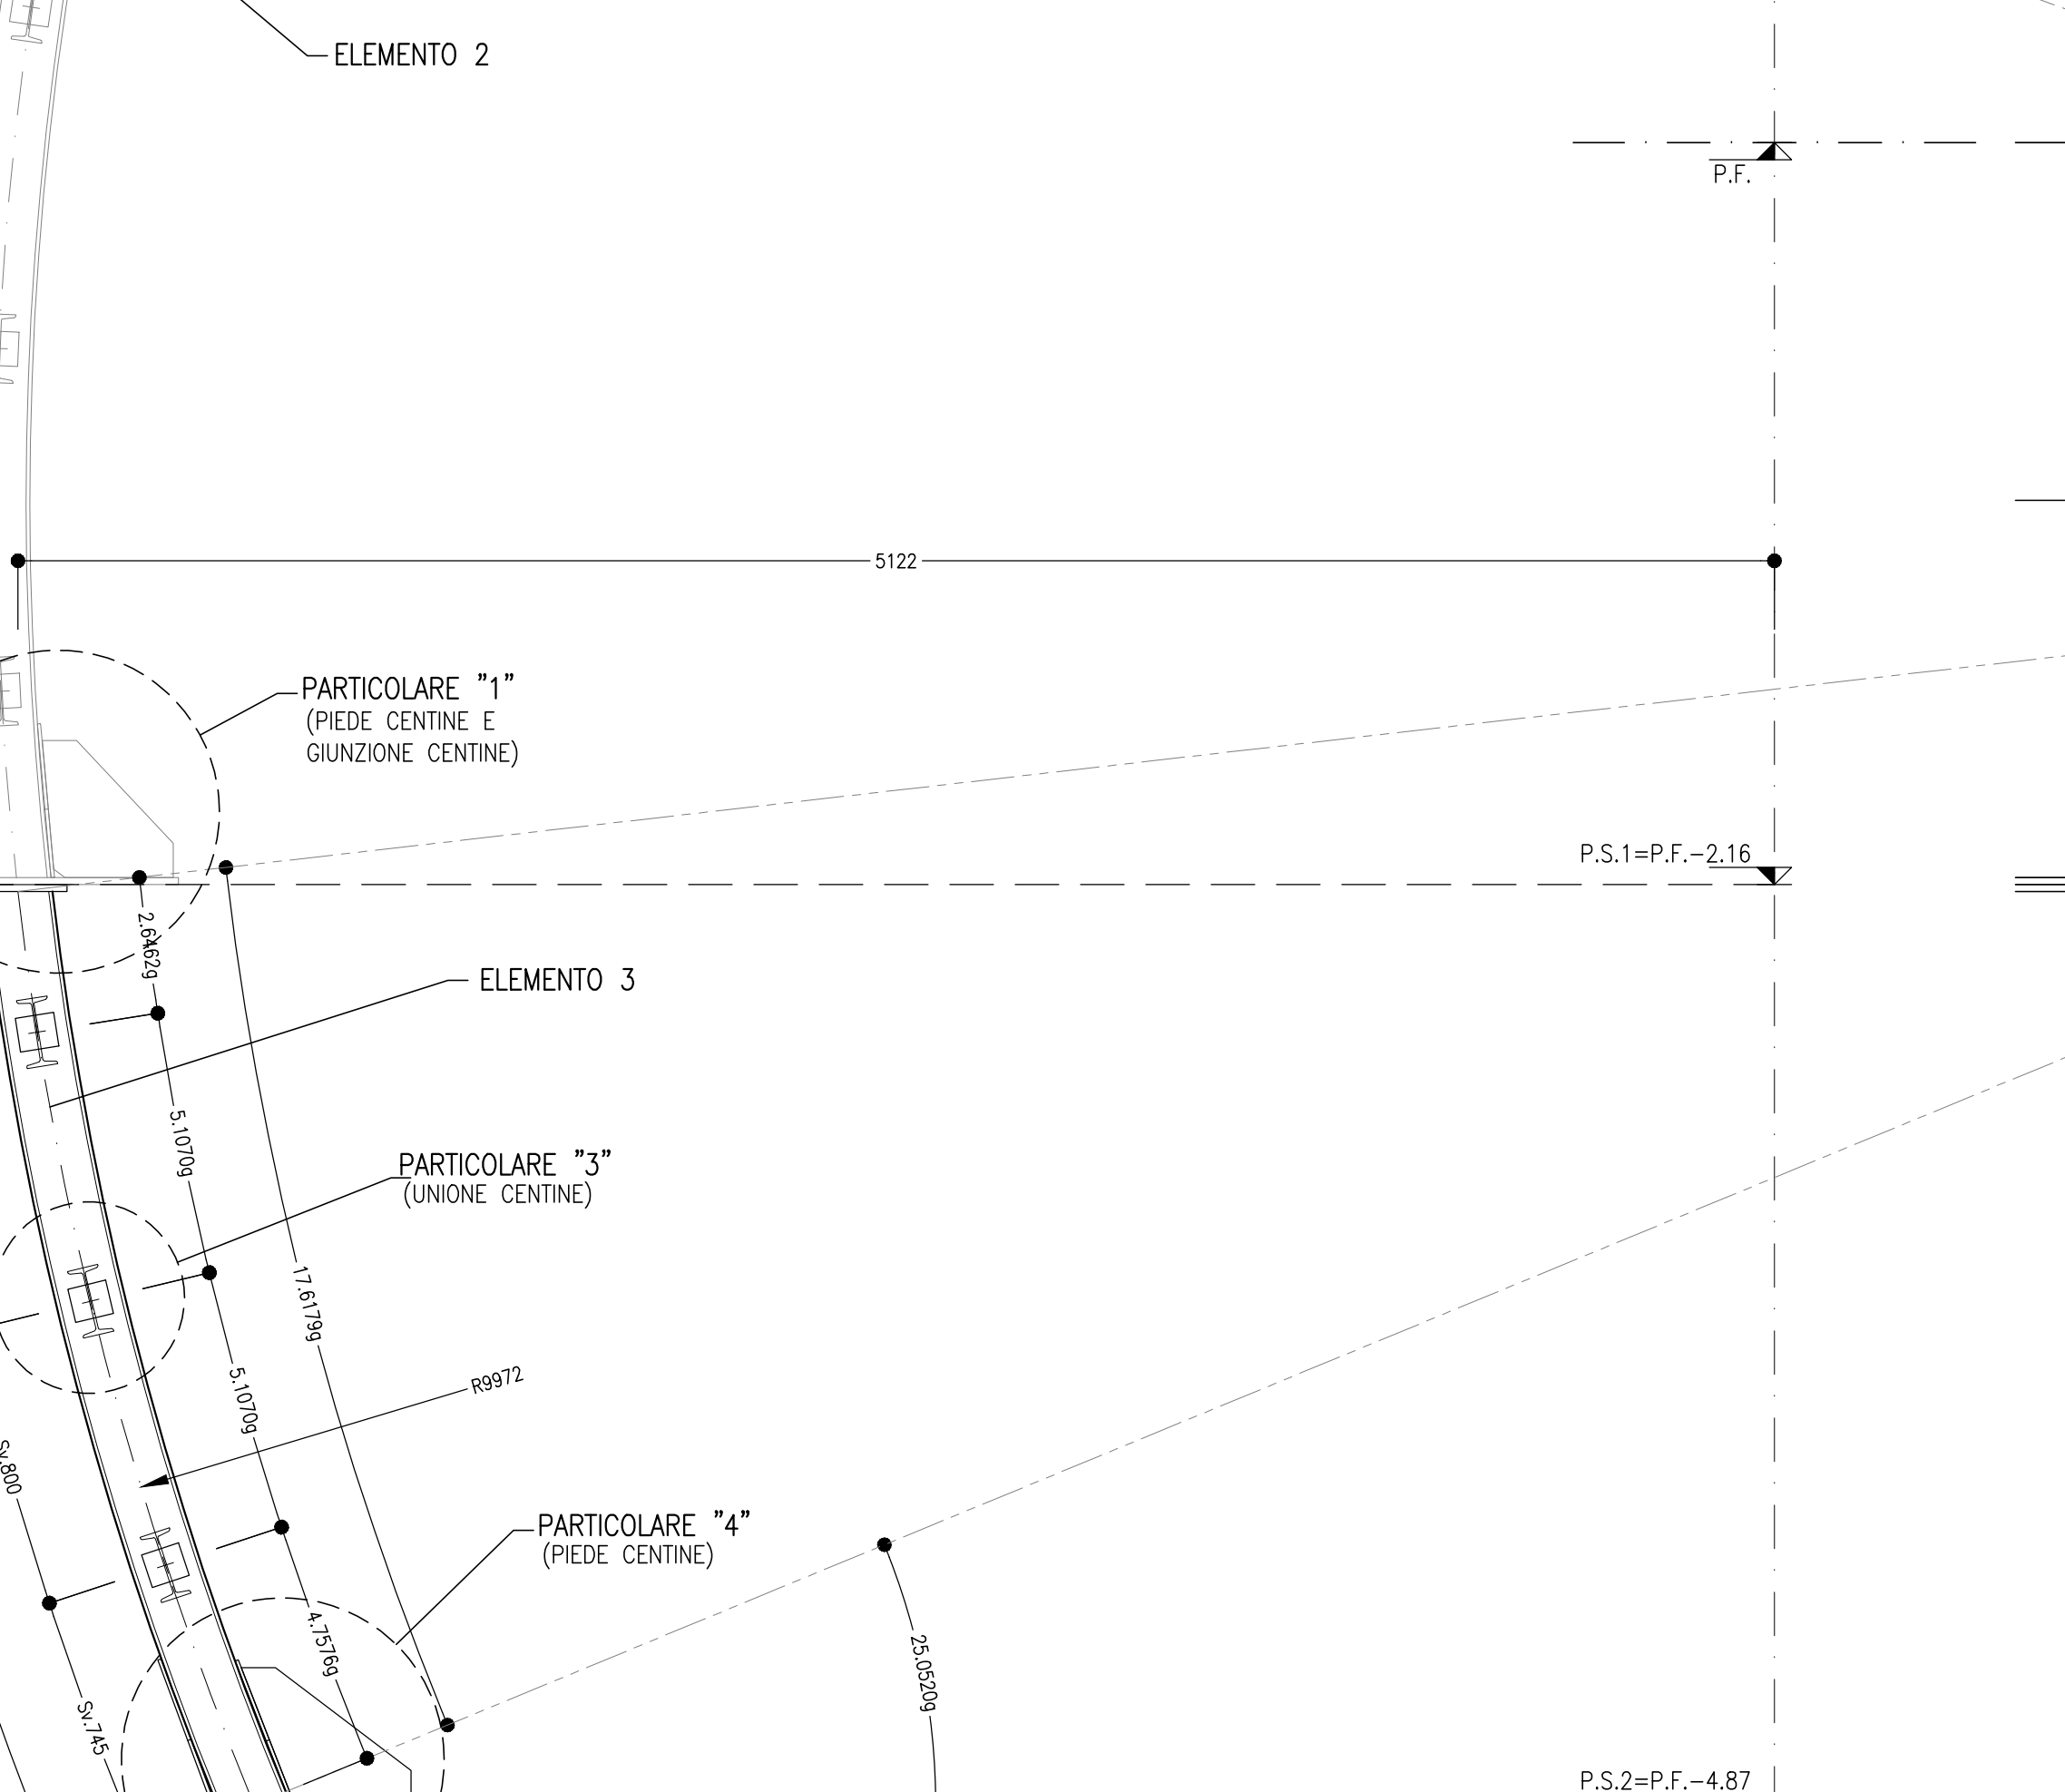 ELEMENTO 2
P.F.
5122
PARTICOLARE "1"
(PIEDE CENTINE E
GIUNZIONE CENTINE)
P.S.1=P.F.-2.16
2.6462g
ELEMENTO 3
5.1070g
PARTICOLARE "3"
(UNIONE CENTINE)
17.6179g
R9972
5.1070g
Sv.800
PARTICOLARE "4"
(PIEDE CENTINE)
4.7576g
25.0520g
Sv.745
P.S.2=P.F.-4.87